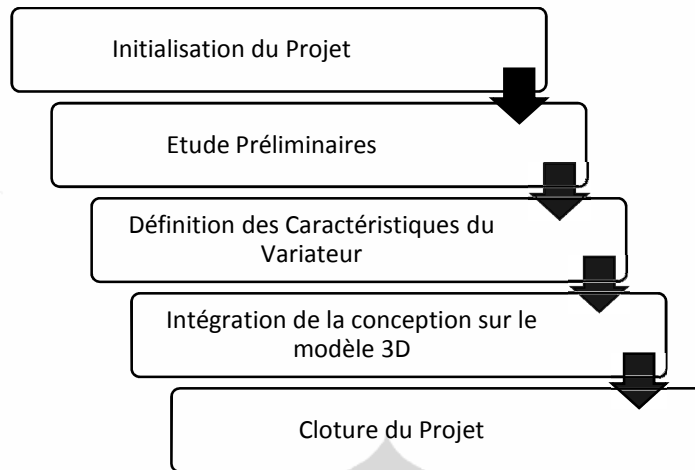 Initialisation du Projet
Etude Préliminaires
Définition des Caractéristiques du
Variateur
Intégration de la conception sur le
modèle 3D
Cloture du Projet